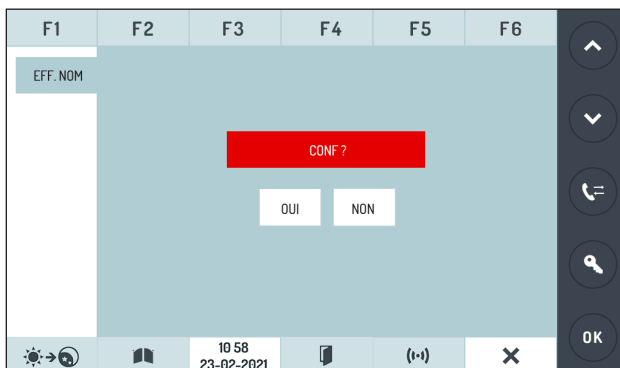 F1 F2 F3 F4 F5 F6
EFF. NOM
CONF ?
OUI NON
10 58
23-02-2021
OK